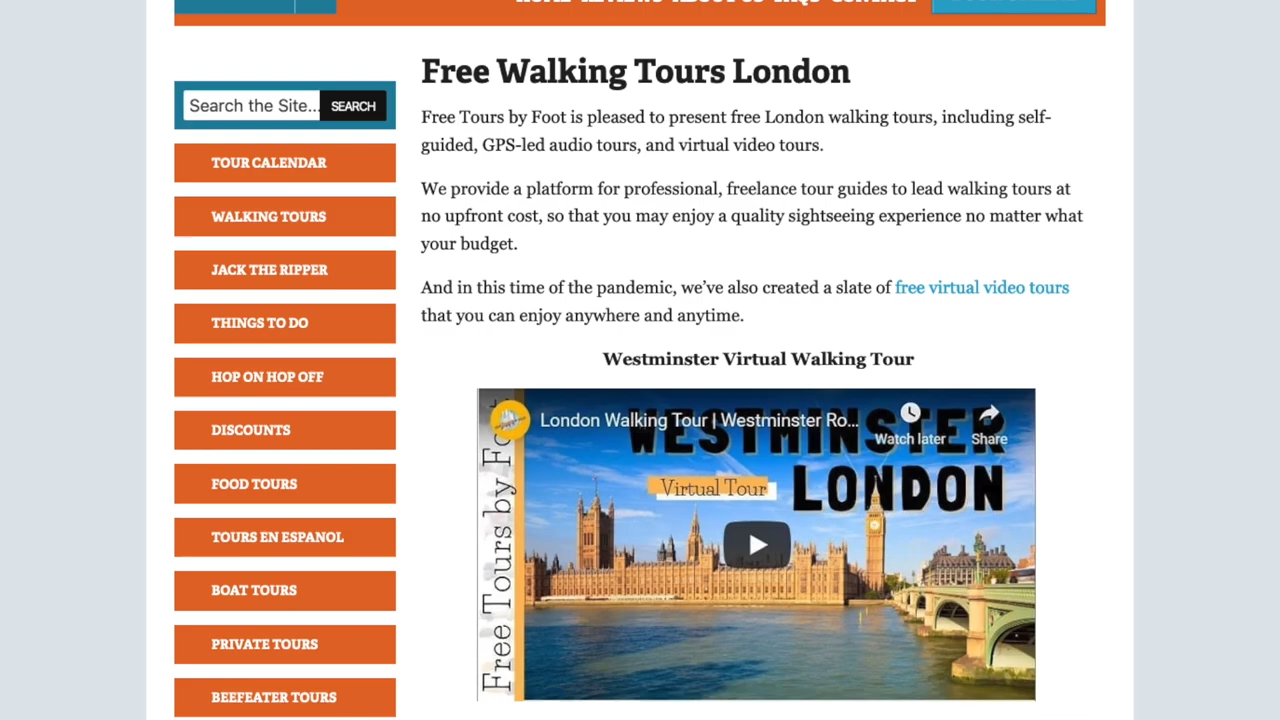 Search the Site...
SEARCH
TOUR CALENDAR
WALKING TOURS
JACK THE RIPPER
THINGS TO DO
HOP ON HOP OFF
DISCOUNTS
FOOD TOURS
TOURS EN ESPANOL
BOAT TOURS
PRIVATE TOURS
BEEFEATER TOURS
Free Walking Tours London
Free Tours by Foot is pleased to present free London walking tours, including self-
guided, GPS-led audio tours, and virtual video tours.
We provide a platform for professional, freelance tour guides to lead walking tours at
no upfront cost, so that you may enjoy a quality sightseeing experience no matter what
your budget.
And in this time of the pandemic, we’ve also created a slate of free virtual video tours
that you can enjoy anywhere and anytime.
Westminster Virtual Walking Tour
London Walking Tour | Westminster Ro...
Watch later
Share
WESTMINSTER
Virtual Tour
LONDON
Free Tours by Fo